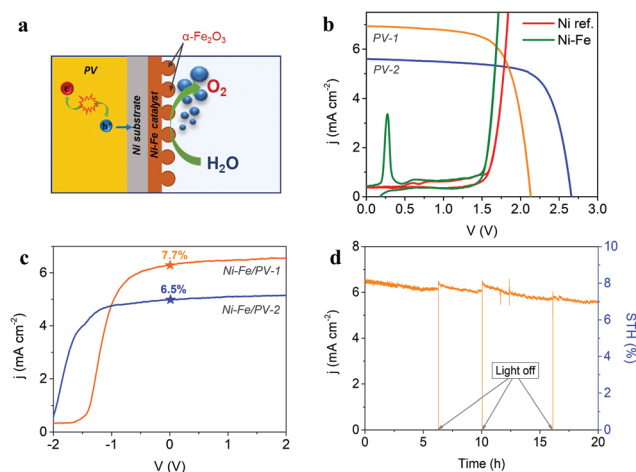 a
α-Fe₂O₃
PV
e⁻
h⁺
Ni substrate
Ni-Fe catalyst
O₂
H₂O
b
Ni ref.
Ni-Fe
PV-1
PV-2
j (mA cm⁻²)
10
8
6
4
2
0
0.0 0.5 1.0 1.5 2.0 2.5 3.0
V (V)
c
7.7%
Ni-Fe/PV-1
6.5%
Ni-Fe/PV-2
j (mA cm⁻²)
6
4
2
0
-2 -1 0 1 2
V (V)
d
j (mA cm⁻²)
8
6
4
2
0
Light off
10
8
6
4
2
0
STH (%)
0 5 10 15 20
Time (h)